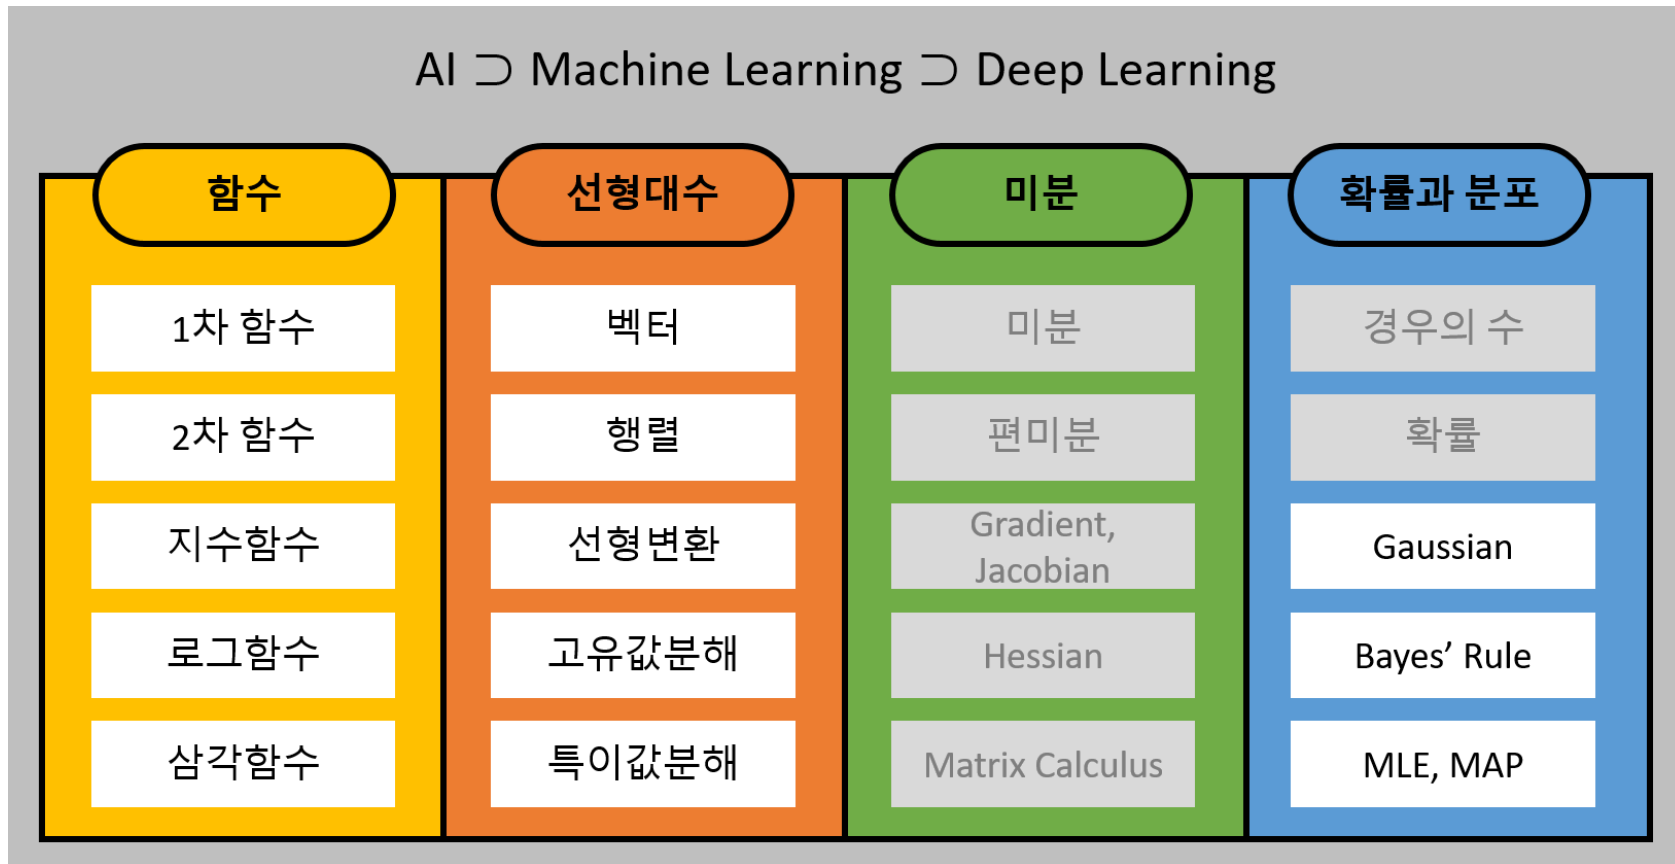 AI ⊃ Machine Learning ⊃ Deep Learning
함수
1차 함수
2차 함수
지수함수
로그함수
삼각함수
선형대수
벡터
행렬
선형변환
고유값분해
특이값분해
미분
미분
편미분
Gradient,
Jacobian
Hessian
Matrix Calculus
확률과 분포
경우의 수
확률
Gaussian
Bayes’ Rule
MLE, MAP